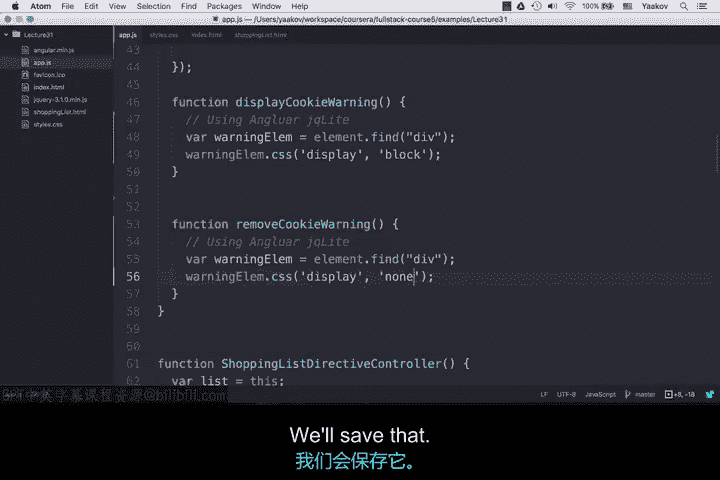 Atom File Edit View Selection Find Packages Window Help 100% Yaakov
app.js — /Users/yaakov/workspace/coursera/fullstack-course5/examples/Lecture31
Lecture31
angular.min.js
app.js
favicon.ico
index.html
jquery-3.1.0.min.js
shoppingList.html
styles.css
app.js styles.css index.html shoppingList.html
43
44 });
45
46 function displayCookieWarning() {
47 // Using Angluar jqLite
48 var warningElem = element.find("div");
49 warningElem.css('display', 'block');
50 }
51
52
53 function removeCookieWarning() {
54 // Using Angluar jqLite
55 var warningElem = element.find("div");
56 warningElem.css('display', 'none');
57 }
58 }
59
60
61 function ShoppingListDirectiveController() {
62 var list = this;
LF UTF-8 JavaScript master +8, -18
We'll save that.
我们会保存它。